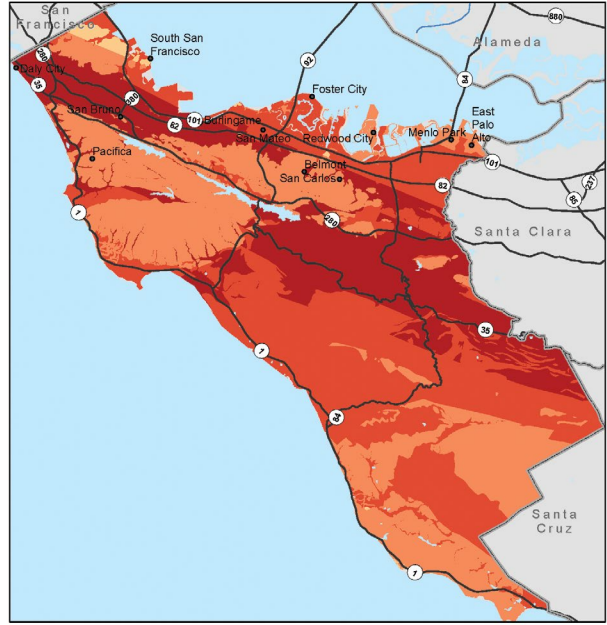 San
Francisco
880
Alameda
South San
Francisco
92
280
84
Daly City
35
Foster City
East
Palo
Alto
San Bruno
380
101
Burlingame
82
San Mateo
Redwood City
Menlo Park
101
Pacifica
Belmont
San Carlos
82
237
85
1
280
Santa Clara
35
1
84
Santa
Cruz
1